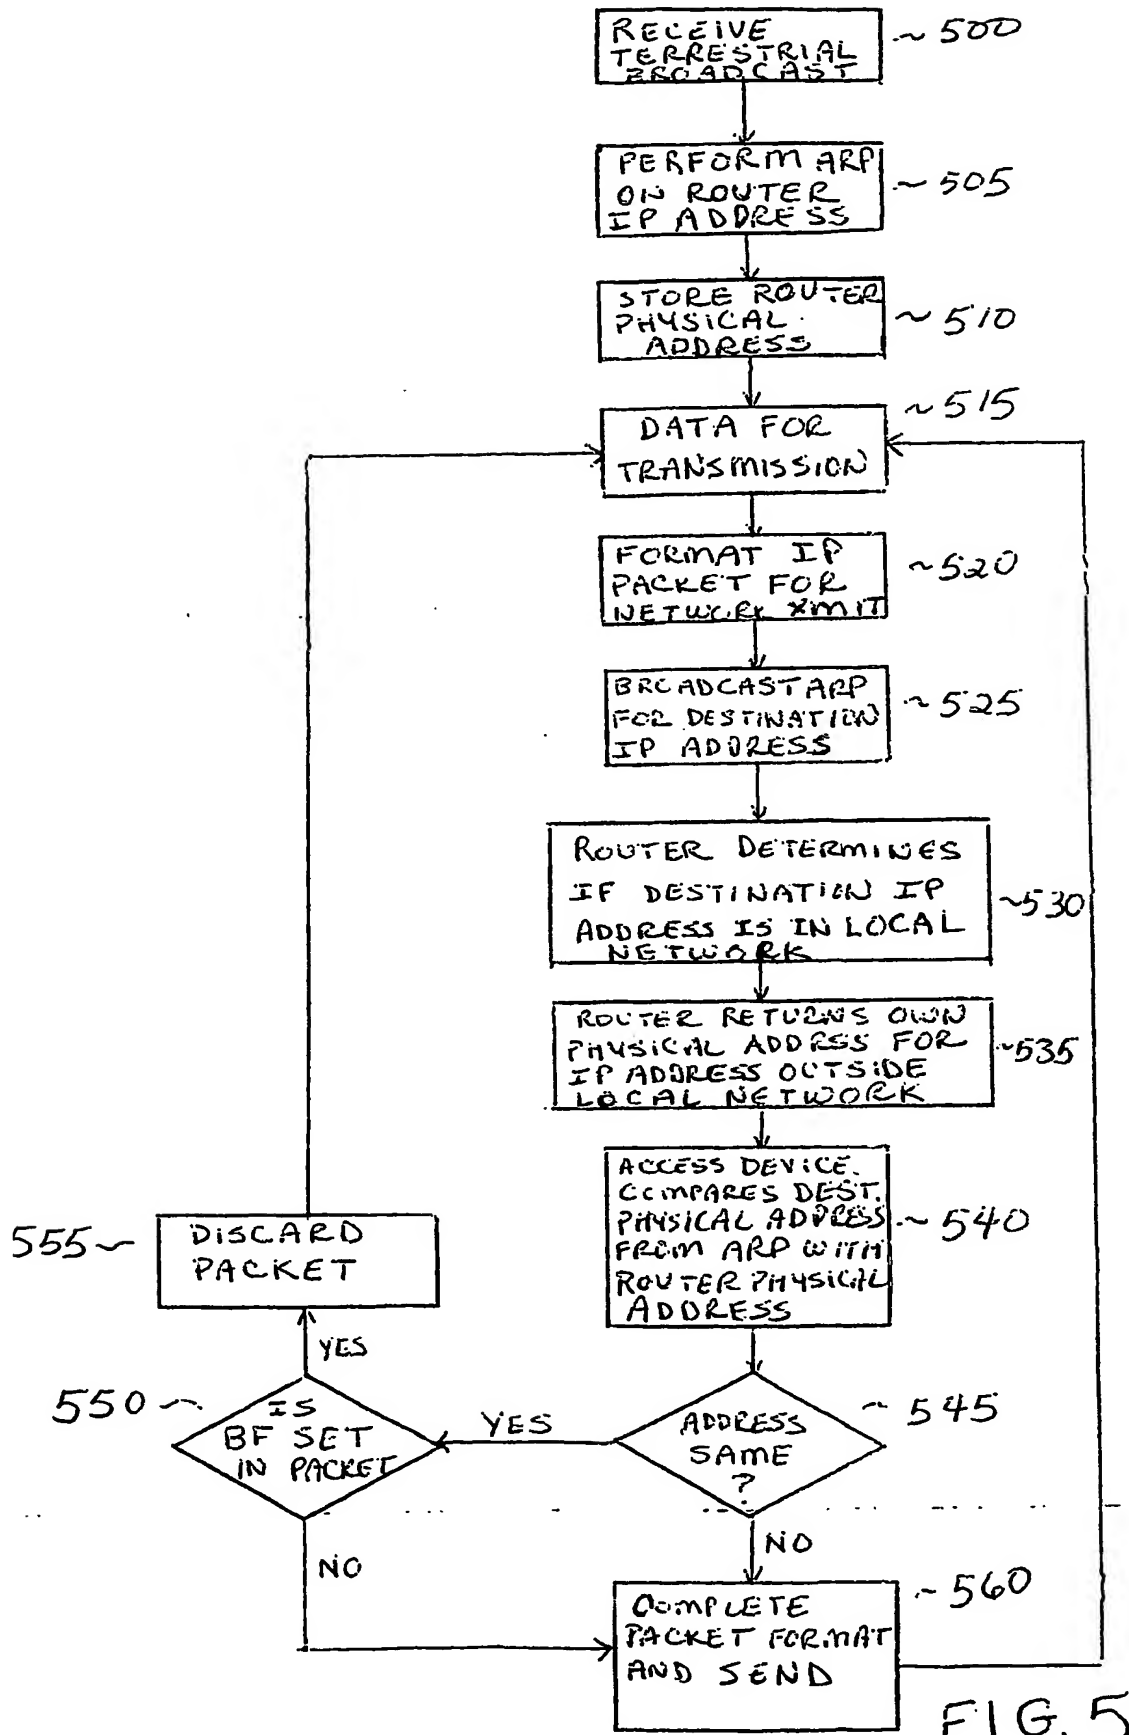 RECEIVE
TERRESTRIAL
BROADCAST
~500
PERFORM ARP
ON ROUTER
IP ADDRESS
~505
STORE ROUTER
PHYSICAL
ADDRESS
~510
DATA FOR
TRANSMISSION
~515
FORMAT IP
PACKET FOR
NETWORK XMIT
~520
BROADCAST ARP
FOR DESTINATION
IP ADDRESS
~525
ROUTER DETERMINES
IF DESTINATION IP
ADDRESS IS IN LOCAL
NETWORK
~530
ROUTER RETURNS OWN
PHYSICAL ADDRSS FOR
IP ADDRESS OUTSIDE
LOCAL NETWORK
~535
ACCESS DEVICE
COMPARES DEST.
PHYSICAL ADDRESS
FROM ARP WITH
ROUTER PHYSICAL
ADDRESS
~540
555~
DISCARD
PACKET
YES
550~
IS
BF SET
IN PACKET
YES
ADDRESS
SAME
?
~545
NO
NO
COMPLETE
PACKET FORMAT
AND SEND
~560
FIG. 5